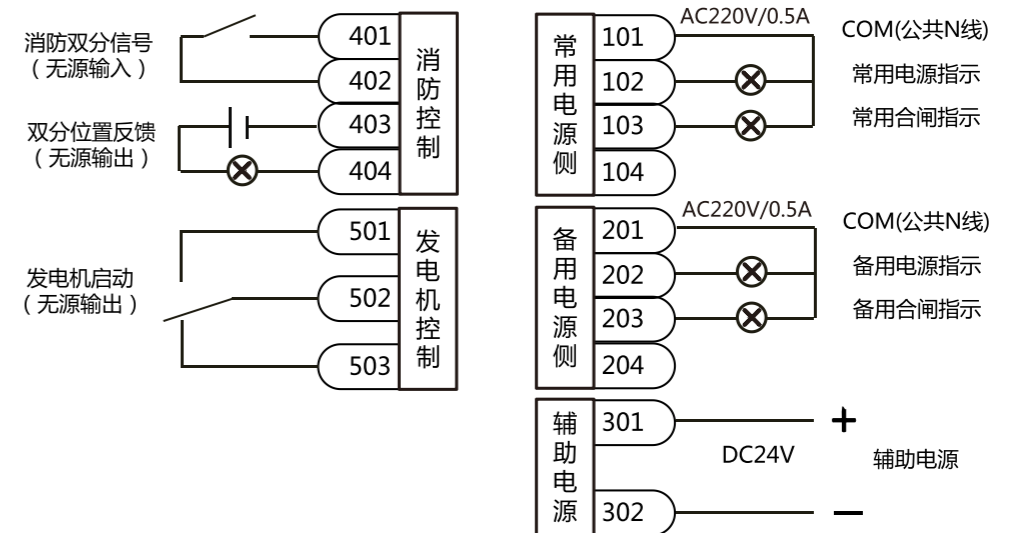 消防双分信号
（无源输入）
401
402
403
404
消防控制
双分位置反馈
（无源输出）
501
502
503
发电机控制
发电机启动
（无源输出）
常用电源侧
101
102
103
104
AC220V/0.5A
COM(公共N线)
常用电源指示
常用合闸指示
备用电源侧
201
202
203
204
AC220V/0.5A
COM(公共N线)
备用电源指示
备用合闸指示
辅助电源
301
302
+
DC24V
辅助电源
—